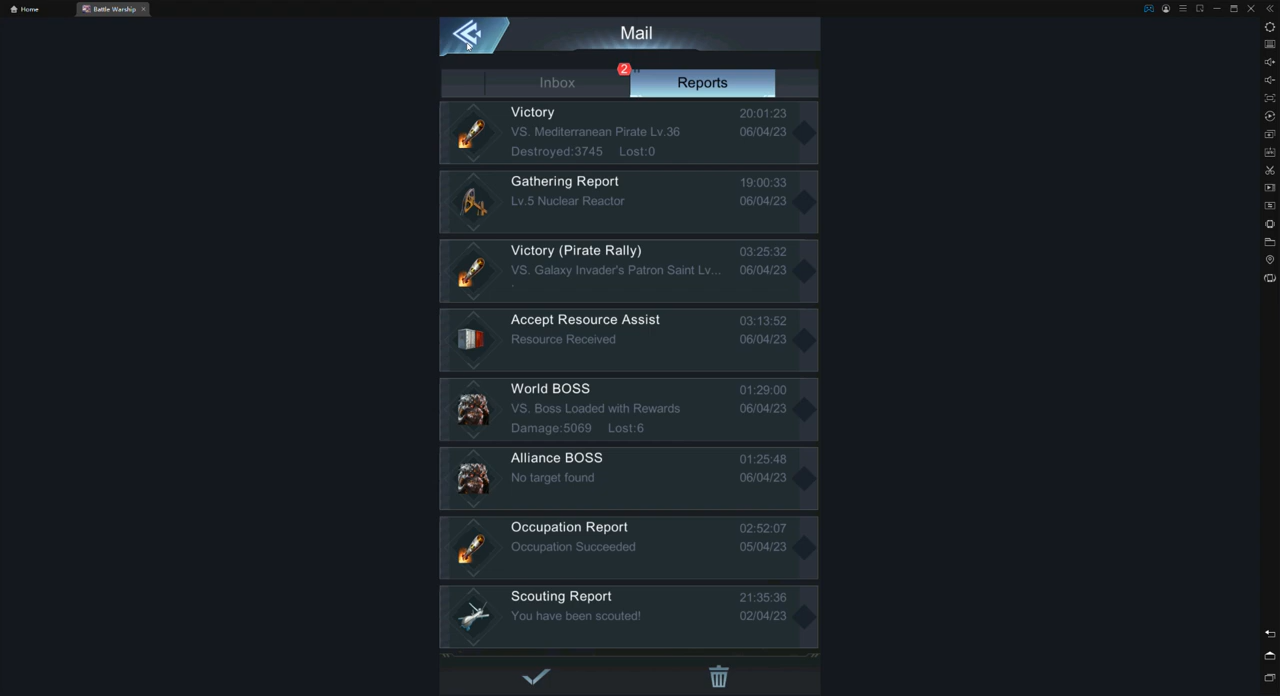 Home
Battle Warship
Mail
Inbox
2
Reports
Victory
20:01:23
VS. Mediterranean Pirate Lv.36
06/04/23
Destroyed:3745 Lost:0
Gathering Report
19:00:33
Lv.5 Nuclear Reactor
06/04/23
Victory (Pirate Rally)
03:25:32
VS. Galaxy Invader's Patron Saint Lv...
06/04/23
Accept Resource Assist
03:13:52
Resource Received
06/04/23
World BOSS
01:29:00
VS. Boss Loaded with Rewards
06/04/23
Damage:5069 Lost:6
Alliance BOSS
01:25:48
No target found
06/04/23
Occupation Report
02:52:07
Occupation Succeeded
05/04/23
Scouting Report
21:35:36
You have been scouted!
02/04/23